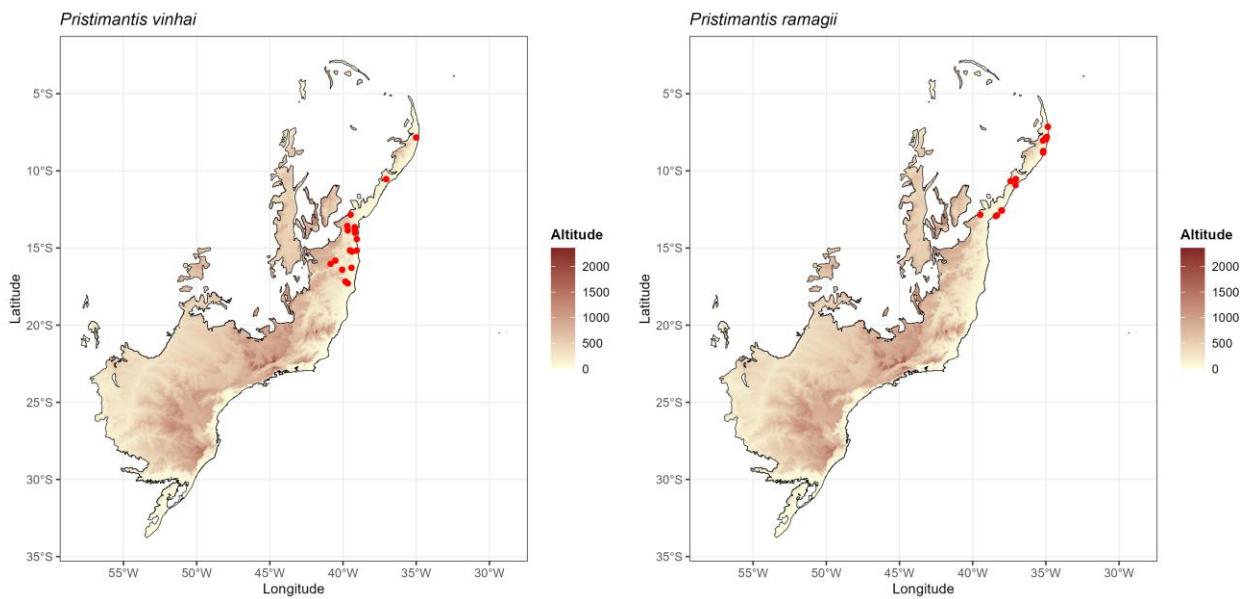 Pristimantis vinhai
Pristimantis ramagii
5°S
10°S
15°S
20°S
25°S
30°S
35°S
Latitude
55°W 50°W 45°W 40°W 35°W 30°W
Longitude
Altitude
2000
1500
1000
500
0
5°S
10°S
15°S
20°S
25°S
30°S
35°S
Latitude
55°W 50°W 45°W 40°W 35°W 30°W
Longitude
Altitude
2000
1500
1000
500
0